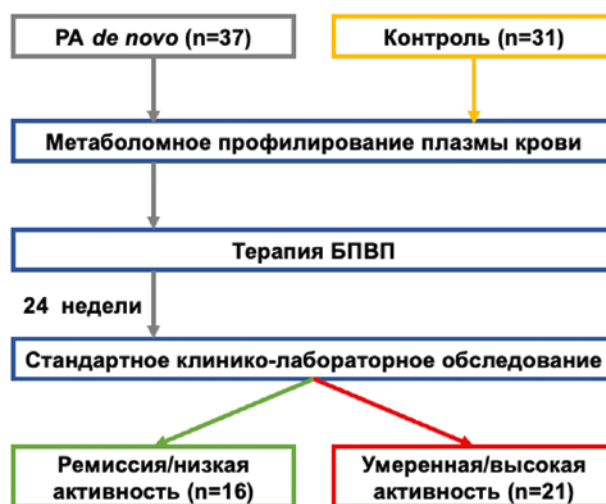 РА de novo (n=37)
Контроль (n=31)
Метаболомное профилирование плазмы крови
Терапия БПВП
24 недели
Стандартное клинико-лабораторное обследование
Ремиссия/низкая
активность (n=16)
Умеренная/высокая
активность (n=21)